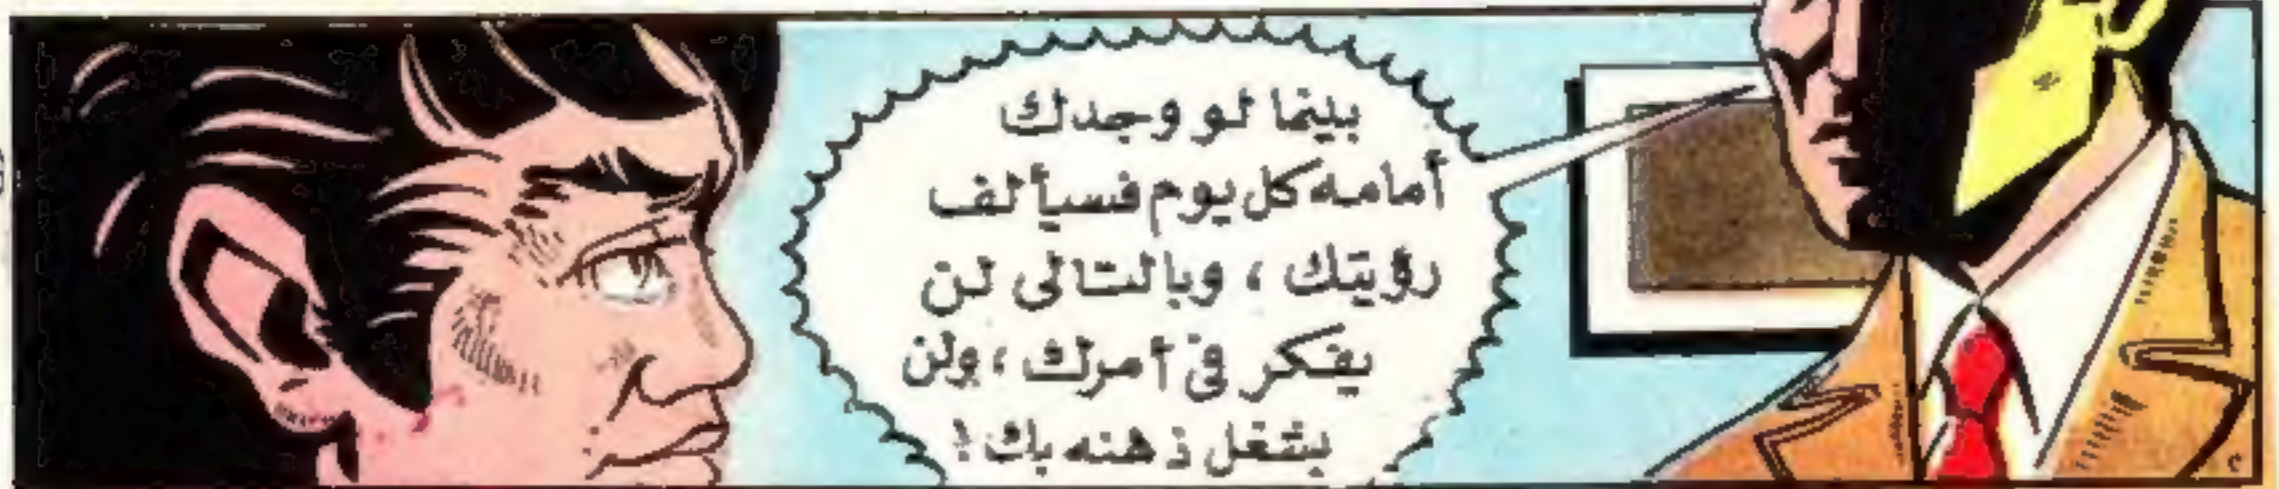 بينما لو وجدك
أمامه كل يوم فسيألف
رؤيتك ، وبالتالى لن
يفكر فى أمرك ، ولن
يشغل ذهنه بك !